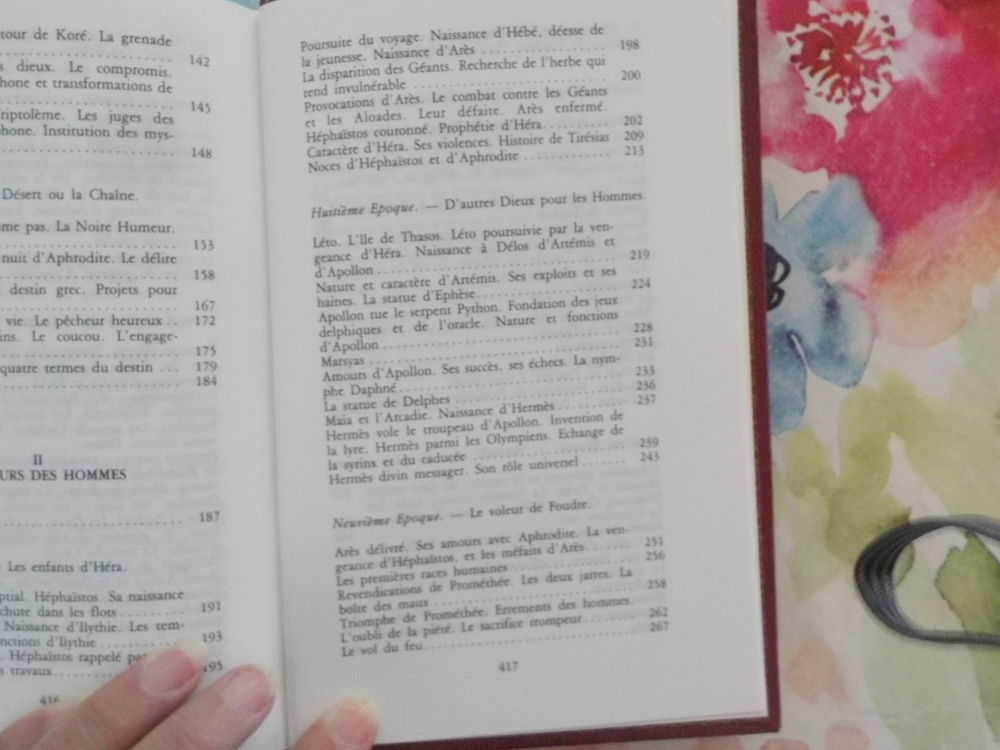 tour de Koré. La grenade
142
s dieux. Le compromis,
hone et transformations de
145
riptolème. Les juges des
phone. Institution des mys-
148
Désert ou la Chaîne.
me pas. La Noire Humeur.
153
nuit d'Aphrodite. Le délire
158
destin grec. Projets pour
167
vie. Le pêcheur heureux .. 172
ins. Le coucou. L'engage-
175
quatre termes du destin ... 179
184
II
URS DES HOMMES
187
Les enfants d'Héra.
ptial. Héphaïstos. Sa naissance
chute dans les flots .......... 191
Naissance d'Ilythie. Les tem-
nctions d'Ilythie .............. 193
. Héphaïstos rappelé
s travaux................ 195
416
Poursuite du voyage. Naissance d'Hébé, déesse de
la jeunesse. Naissance d'Arès .................. 198
La disparition des Géants. Recherche de l'herbe qui
rend invulnérable ........................ 200
Provocations d'Arès. Le combat contre les Géants
et les Aloades. Leur défaite. Arès enfermé.
Héphaïstos couronné. Prophétie d'Héra.......... 202
Caractère d'Héra. Ses violences. Histoire de Tirésias 209
Noces d'Héphaïstos et d'Aphrodite ............. 213
Huitième Epoque. — D'autres Dieux pour les Hommes.
Léto. L'île de Thasos. Léto poursuivie par la ven-
geance d'Héra. Naissance à Délos d'Artémis et
d'Apollon .............................. 219
Nature et caractère d'Artémis. Ses exploits et ses
haines. La statue d'Ephèse.................. 224
Apollon tue le serpent Python. Fondation des jeux
delphiques et de l'oracle. Nature et fonctions
d'Apollon .............................. 228
Marsyas ................................ 231
Amours d'Apollon. Ses succès, ses échecs. La nym-
phe Daphné.............................. 233
La statue de Delphes ...................... 236
Maïa et l'Arcadie. Naissance d'Hermès .......... 237
Hermès vole le troupeau d'Apollon. Invention de
la lyre. Hermès parmi les Olympiens. Echange de
la syrinx et du caducée .................... 239
Hermès divin messager. Son rôle universel ....... 243
Neuvième Epoque. — Le voleur de Foudre.
Arès délivré. Ses amours avec Aphrodite. La ven-
geance d'Héphaïstos, et les méfaits d'Arès........ 251
Les premières races humaines ................ 256
Revendications de Prométhée. Les deux jarres. La
boîte des maux .......................... 258
Triomphe de Prométhée. Errements des hommes.
L'oubli de la piété. Le sacrifice trompeur......... 262
Le vol du feu............................ 267
417